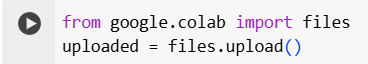 from google.colab import files
uploaded = files.upload()